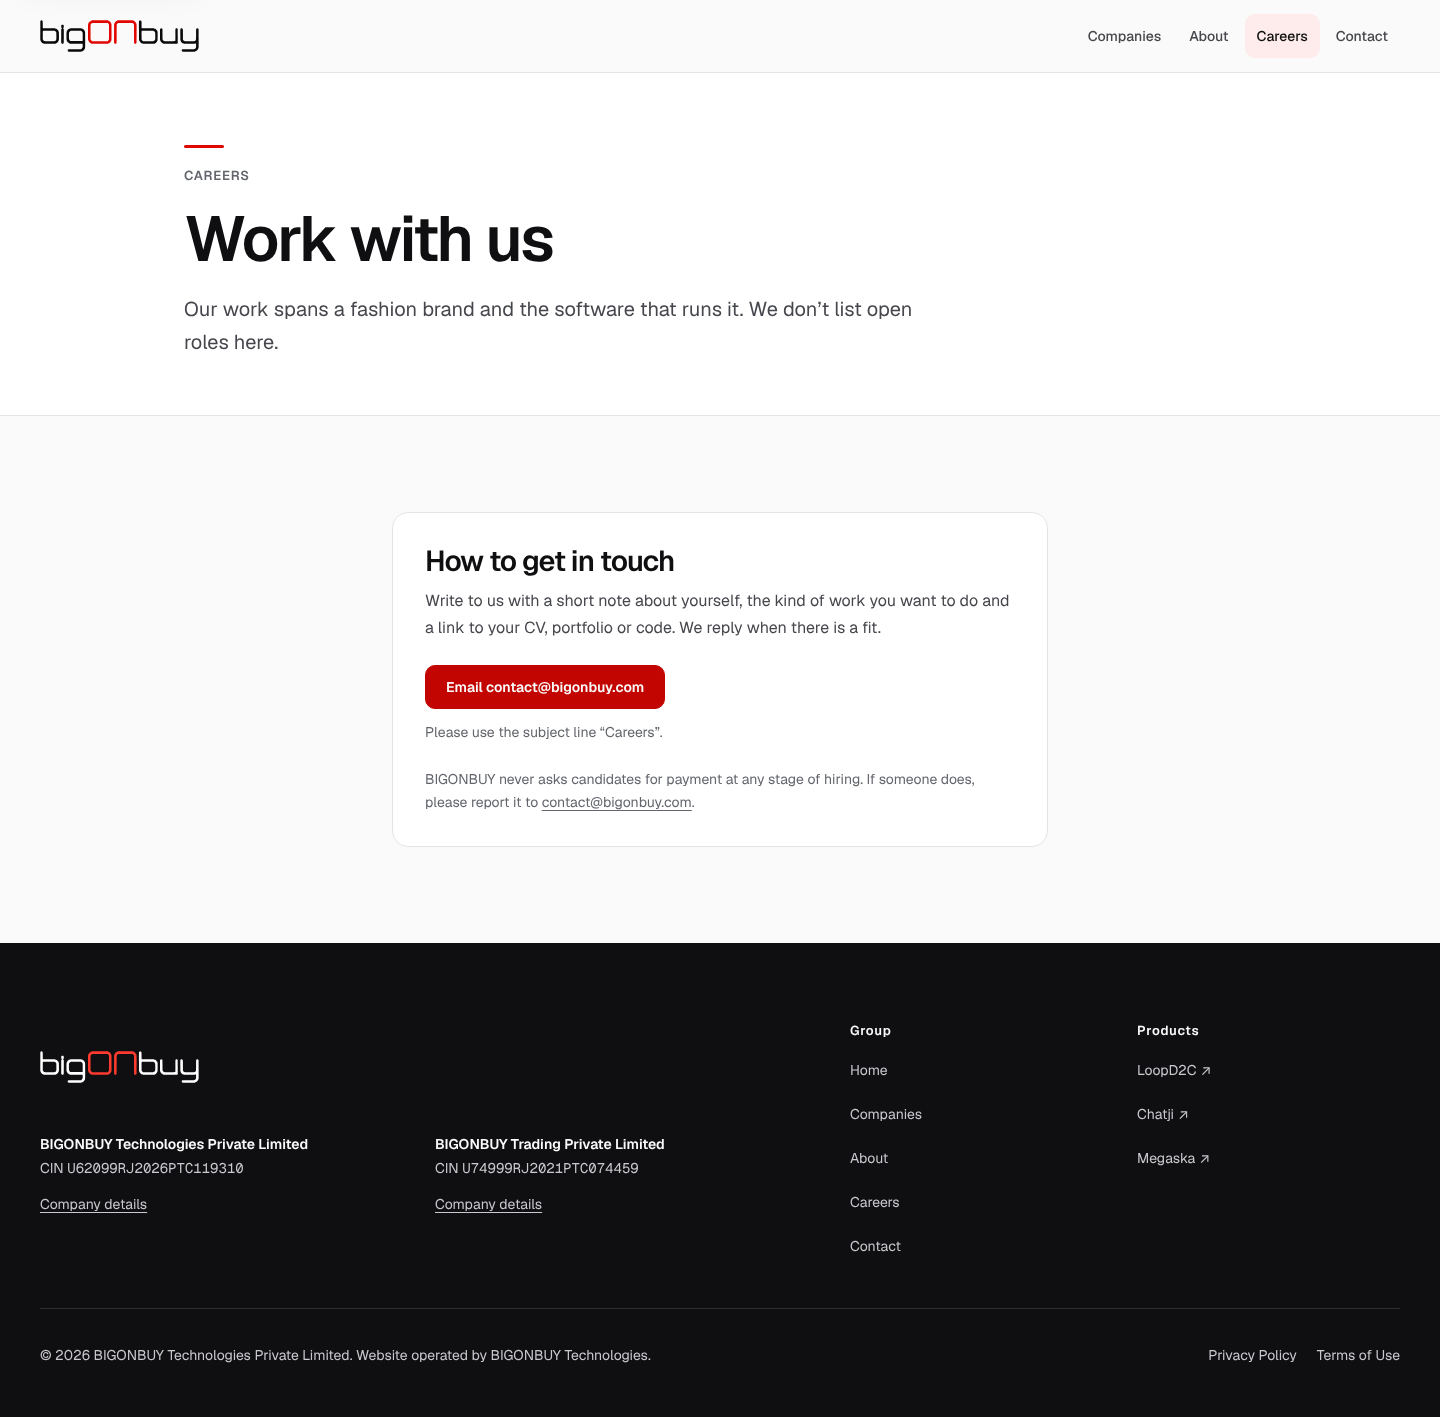 bigONbuy
Companies
About
Careers
Contact
CAREERS
Work with us
Our work spans a fashion brand and the software that runs it. We don’t list open
roles here.
How to get in touch
Write to us with a short note about yourself, the kind of work you want to do and
a link to your CV, portfolio or code. We reply when there is a fit.
Email contact@bigonbuy.com
Please use the subject line “Careers”.
BIGONBUY never asks candidates for payment at any stage of hiring. If someone does,
please report it to contact@bigonbuy.com.
bigONbuy
BIGONBUY Technologies Private Limited
CIN U62099RJ2026PTC119310
Company details
BIGONBUY Trading Private Limited
CIN U74999RJ2021PTC074459
Company details
Group
Home
Companies
About
Careers
Contact
Products
LoopD2C ↗
Chatji ↗
Megaska ↗
© 2026 BIGONBUY Technologies Private Limited. Website operated by BIGONBUY Technologies.
Privacy Policy
Terms of Use